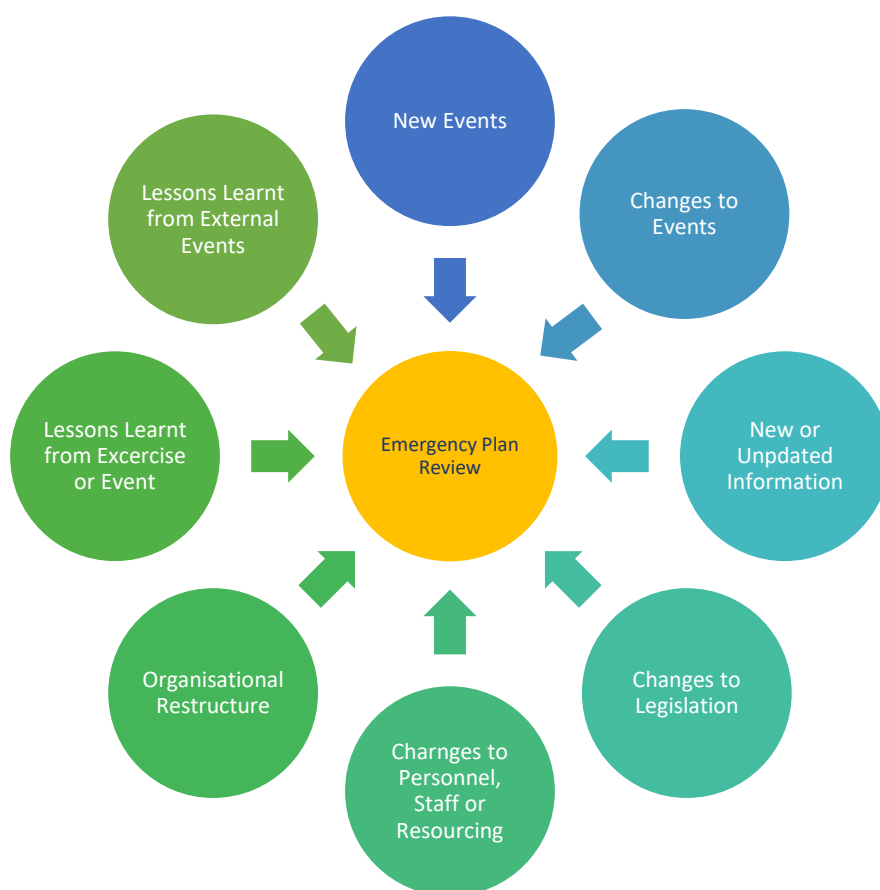 New Events
Changes to
Events
New or
Unpdated
Information
Changes to
Legislation
Charnges to
Personnel,
Staff or
Resourcing
Organisational
Restructure
Lessons Learnt
from Excercise
or Event
Lessons Learnt
from External
Events
Emergency Plan
Review